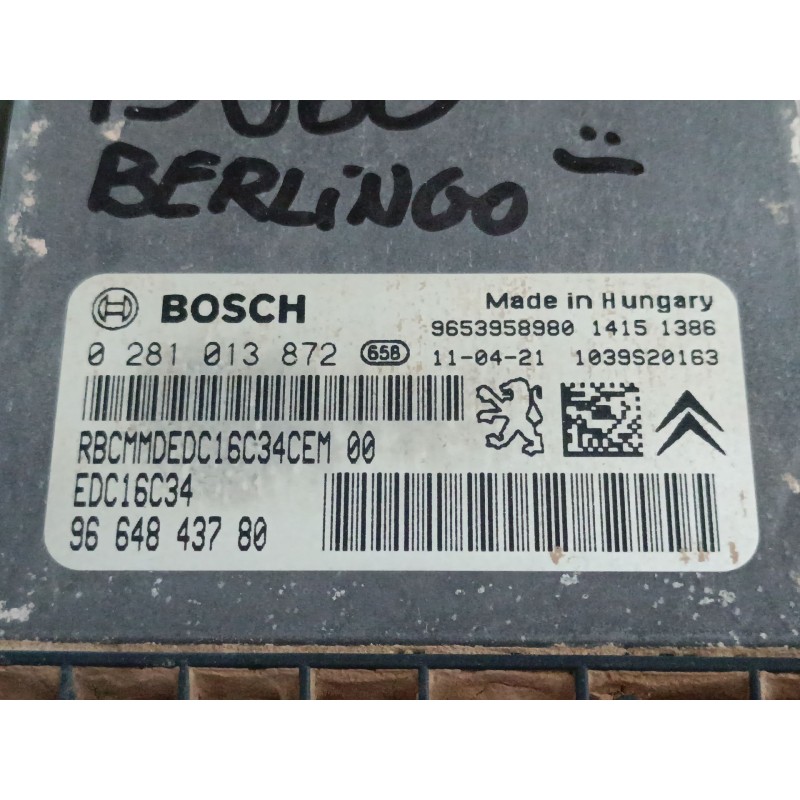 BERLiNGO
BOSCH
Made in Hungary
9653958980 1415 1386
0 281 013 872 658 11-04-21 1039S20163
RBCMMDEDC16C34CEM 00
EDC16C34
96 648 437 80